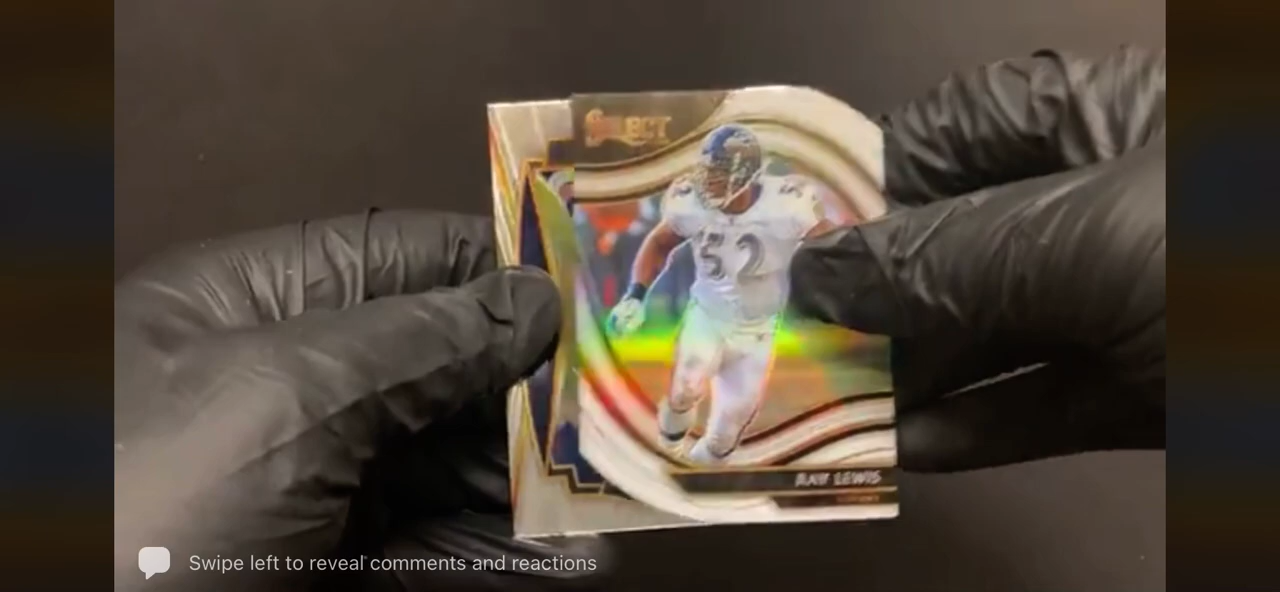 SELECT
52
RAY LEWIS
Swipe left to reveal comments and reactions